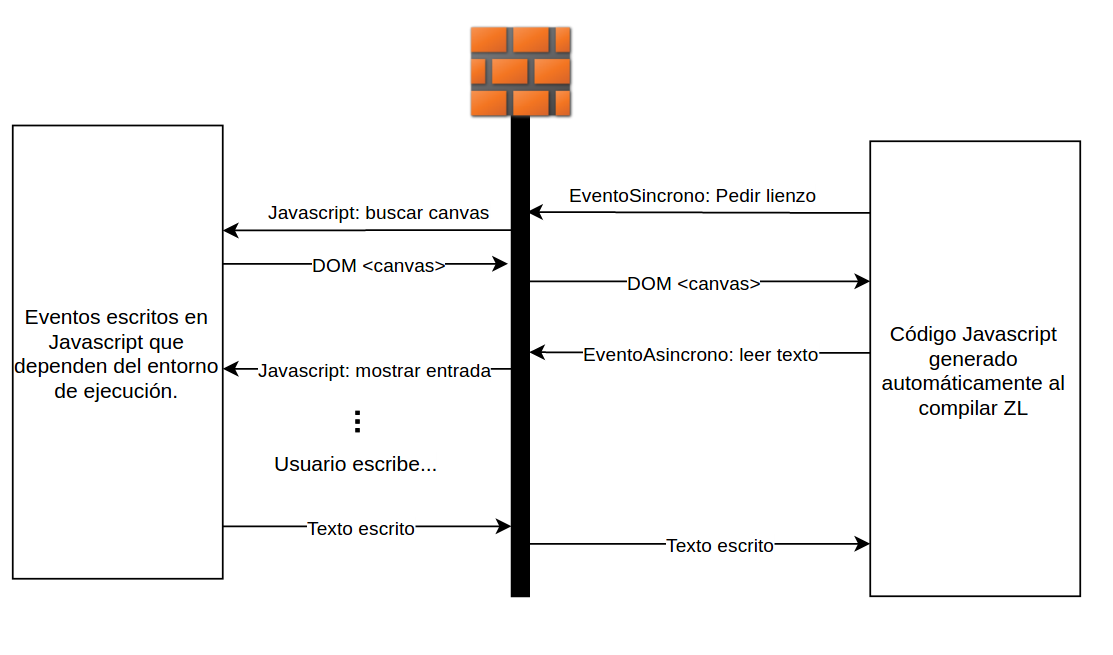 EventoSincrono: Pedir lienzo
Javascript: buscar canvas
DOM <canvas>
DOM <canvas>
Eventos escritos en
Javascript que
dependen del entorno
de ejecución.
Código Javascript
generado
automáticamente al
compilar ZL
EventoAsincrono: leer texto
Javascript: mostrar entrada
Usuario escribe...
Texto escrito
Texto escrito